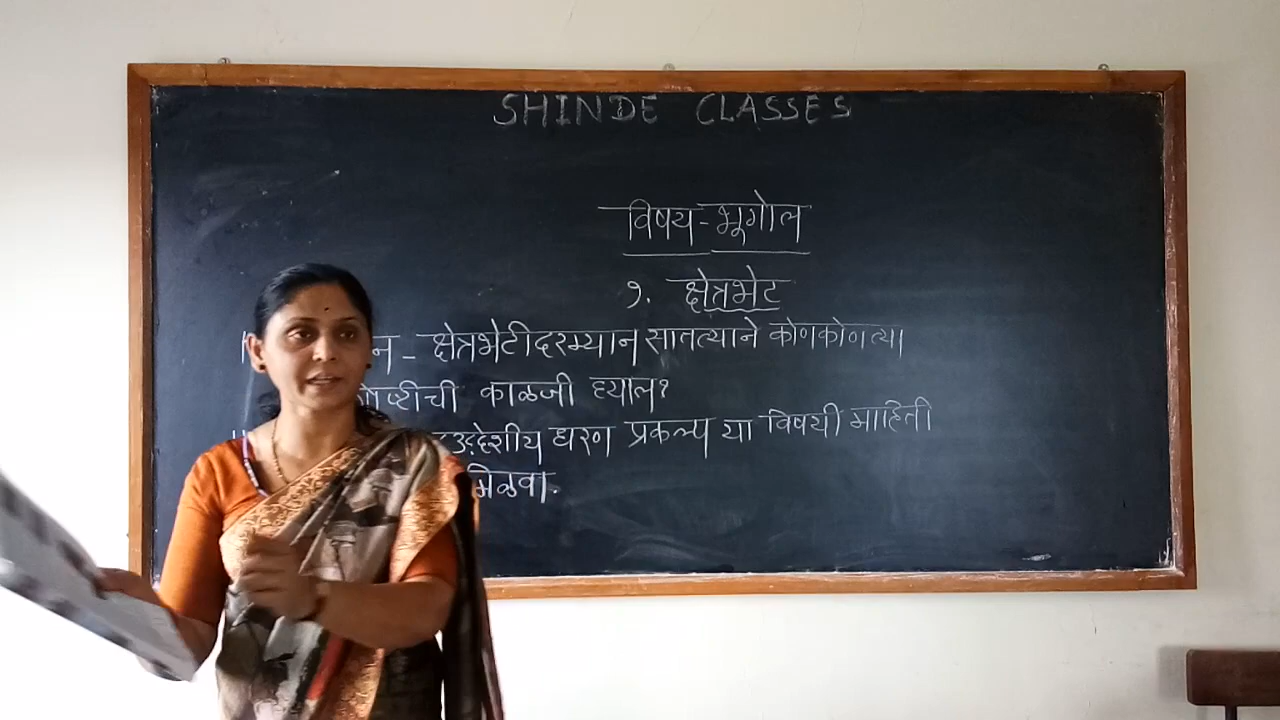 SHINDE CLASSES
विषय - भूगोल
१. क्षेत्रभेट
न - क्षेत्रभेटीदरम्यान सातत्याने कोणकोणत्या
काळजी घ्याल?
उद्देशीय धरण प्रकल्प या विषयी माहिती
मिळवा.